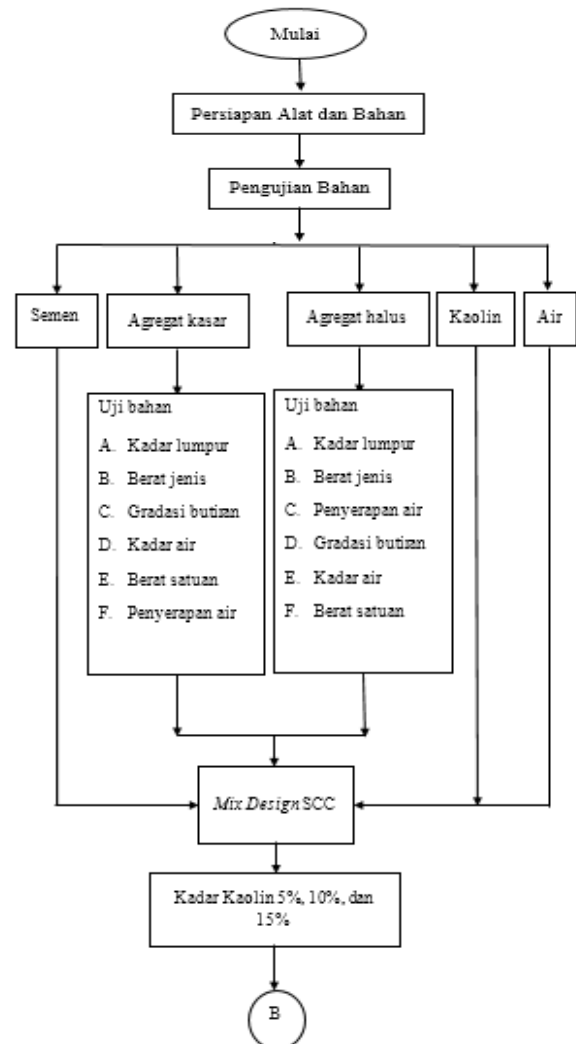 Mulai
Persiapan Alat dan Bahan
Pengujian Bahan
Semen
Agregat kasar
Agregat halus
Kaolin
Air
Uji bahan
A. Kadar lumpur
B. Berat jenis
C. Gradasi butiran
D. Kadar air
E. Berat satuan
F. Penyerapan air
Uji bahan
A. Kadar lumpur
B. Berat jenis
C. Penyerapan air
D. Gradasi butiran
E. Kadar air
F. Berat satuan
Mix Design SCC
Kadar Kaolin 5%, 10%, dan
15%
B